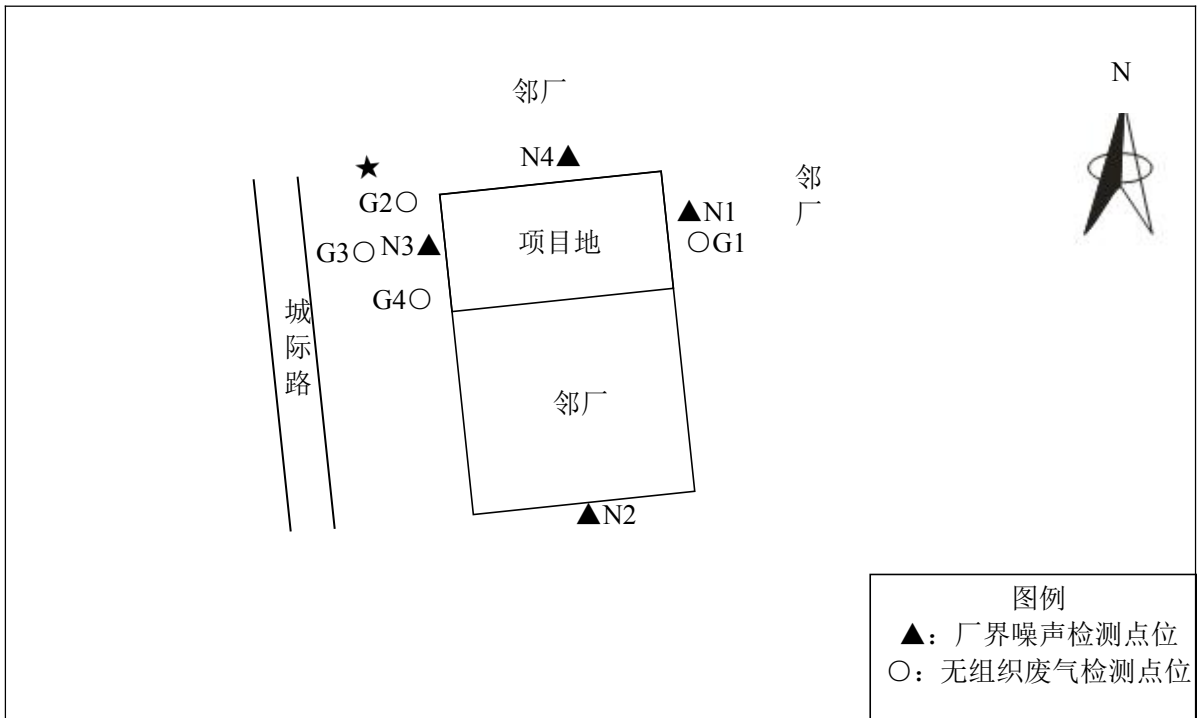 N
邻厂
N4▲
★
G2○
邻厂
▲N1
○G1
G3○ N3▲
项目地
G4○
城际路
邻厂
▲N2
图例
▲：厂界噪声检测点位
○：无组织废气检测点位